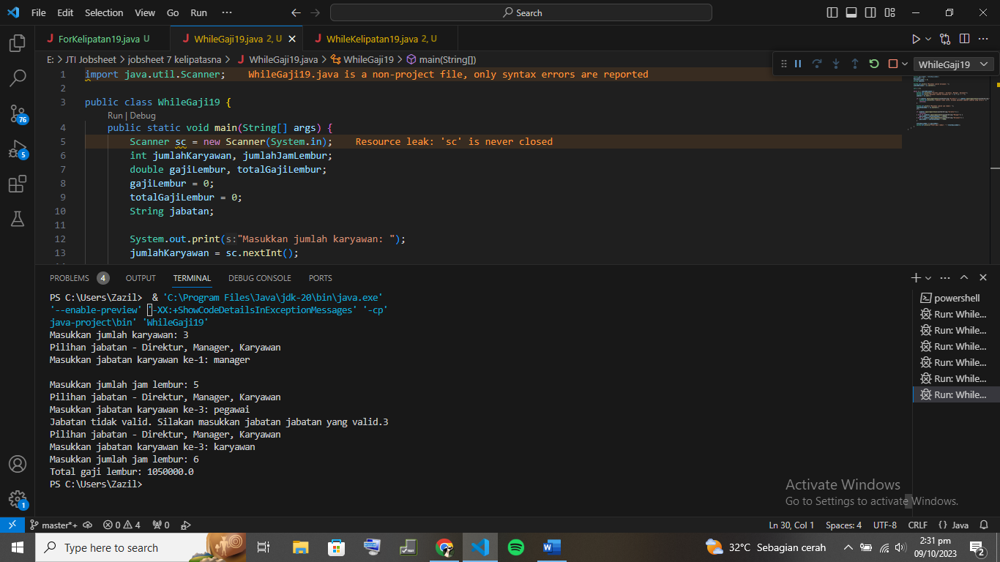 File Edit Selection View Go Run ··· Search
ForKelipatan19.java U WhileGaji19.java 2, U WhileKelipatan19.java 2, U
E: > JTI Jobsheet > jobsheet 7 kelipatasna > WhileGaji19.java > WhileGaji19 > main(String[])
WhileGaji19
1 import java.util.Scanner; WhileGaji19.java is a non-project file, only syntax errors are reported
2
3 public class WhileGaji19 {
Run | Debug
4 public static void main(String[] args) {
5 Scanner sc = new Scanner(System.in); Resource leak: 'sc' is never closed
6 int jumlahKaryawan, jumlahJamLembur;
7 double gajiLembur, totalGajiLembur;
8 gajiLembur = 0;
9 totalGajiLembur = 0;
10 String jabatan;
11
12 System.out.print(s:"Masukkan jumlah karyawan: ");
13 jumlahKaryawan = sc.nextInt();
76
5
PROBLEMS 4 OUTPUT TERMINAL DEBUG CONSOLE PORTS
PS C:\Users\Zazil> & 'C:\Program Files\Java\jdk-20\bin\java.exe'
'--enable-preview' '-XX:+ShowCodeDetailsInExceptionMessages' '-cp'
java-project\bin' 'WhileGaji19'
Masukkan jumlah karyawan: 3
Pilihan jabatan - Direktur, Manager, Karyawan
Masukkan jabatan karyawan ke-1: manager
Masukkan jumlah jam lembur: 5
Pilihan jabatan - Direktur, Manager, Karyawan
Masukkan jabatan karyawan ke-3: pegawai
Jabatan tidak valid. Silakan masukkan jabatan jabatan yang valid.3
Pilihan jabatan - Direktur, Manager, Karyawan
Masukkan jabatan karyawan ke-3: karyawan
Masukkan jumlah jam lembur: 6
Total gaji lembur: 1050000.0
PS C:\Users\Zazil>
powershell
Run: While...
Run: While...
Run: While...
Run: While...
Run: While...
Run: While...
Activate Windows
Go to Settings to activate Windows.
1
master*+ 0 4 0 Ln 30, Col 1 Spaces: 4 UTF-8 CRLF {} Java
Type here to search 32°C Sebagian cerah 2:31 pm
09/10/2023
2